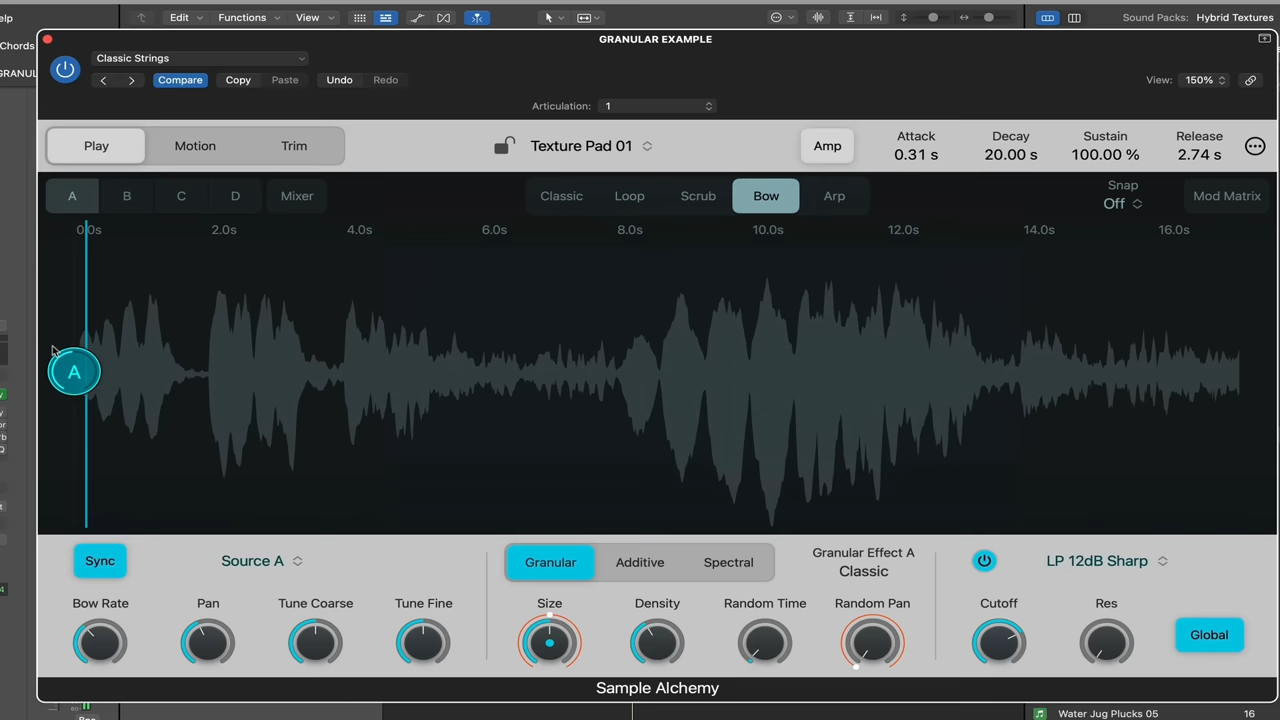 elp
Edit
Functions
View
Sound Packs: Hybrid Textures
GRANULAR EXAMPLE
Chords
GRANUL
Classic Strings
Compare
Copy
Paste
Undo
Redo
View: 150%
Articulation: 1
Play
Motion
Trim
Texture Pad 01
Amp
Attack
0.31 s
Decay
20.00 s
Sustain
100.00 %
Release
2.74 s
A
B
C
D
Mixer
Classic
Loop
Scrub
Bow
Arp
Snap
Off
Mod Matrix
0.0s
2.0s
4.0s
6.0s
8.0s
10.0s
12.0s
14.0s
16.0s
A
Sync
Source A
Granular
Additive
Spectral
Granular Effect A
Classic
LP 12dB Sharp
Bow Rate
Pan
Tune Coarse
Tune Fine
Size
Density
Random Time
Random Pan
Cutoff
Res
Global
Sample Alchemy
Water Jug Plucks 05
16